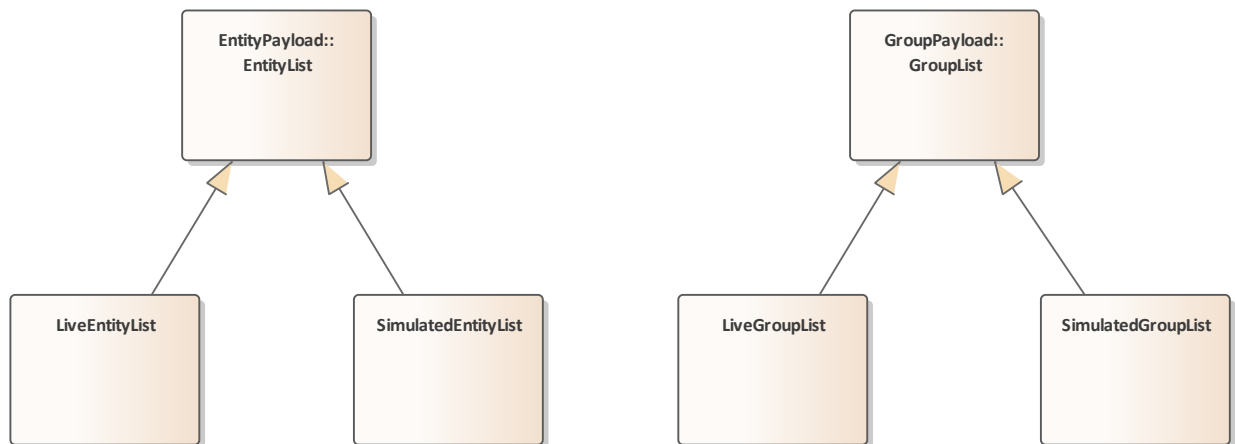 EntityPayload::
EntityList
GroupPayload::
GroupList
LiveEntityList
SimulatedEntityList
LiveGroupList
SimulatedGroupList